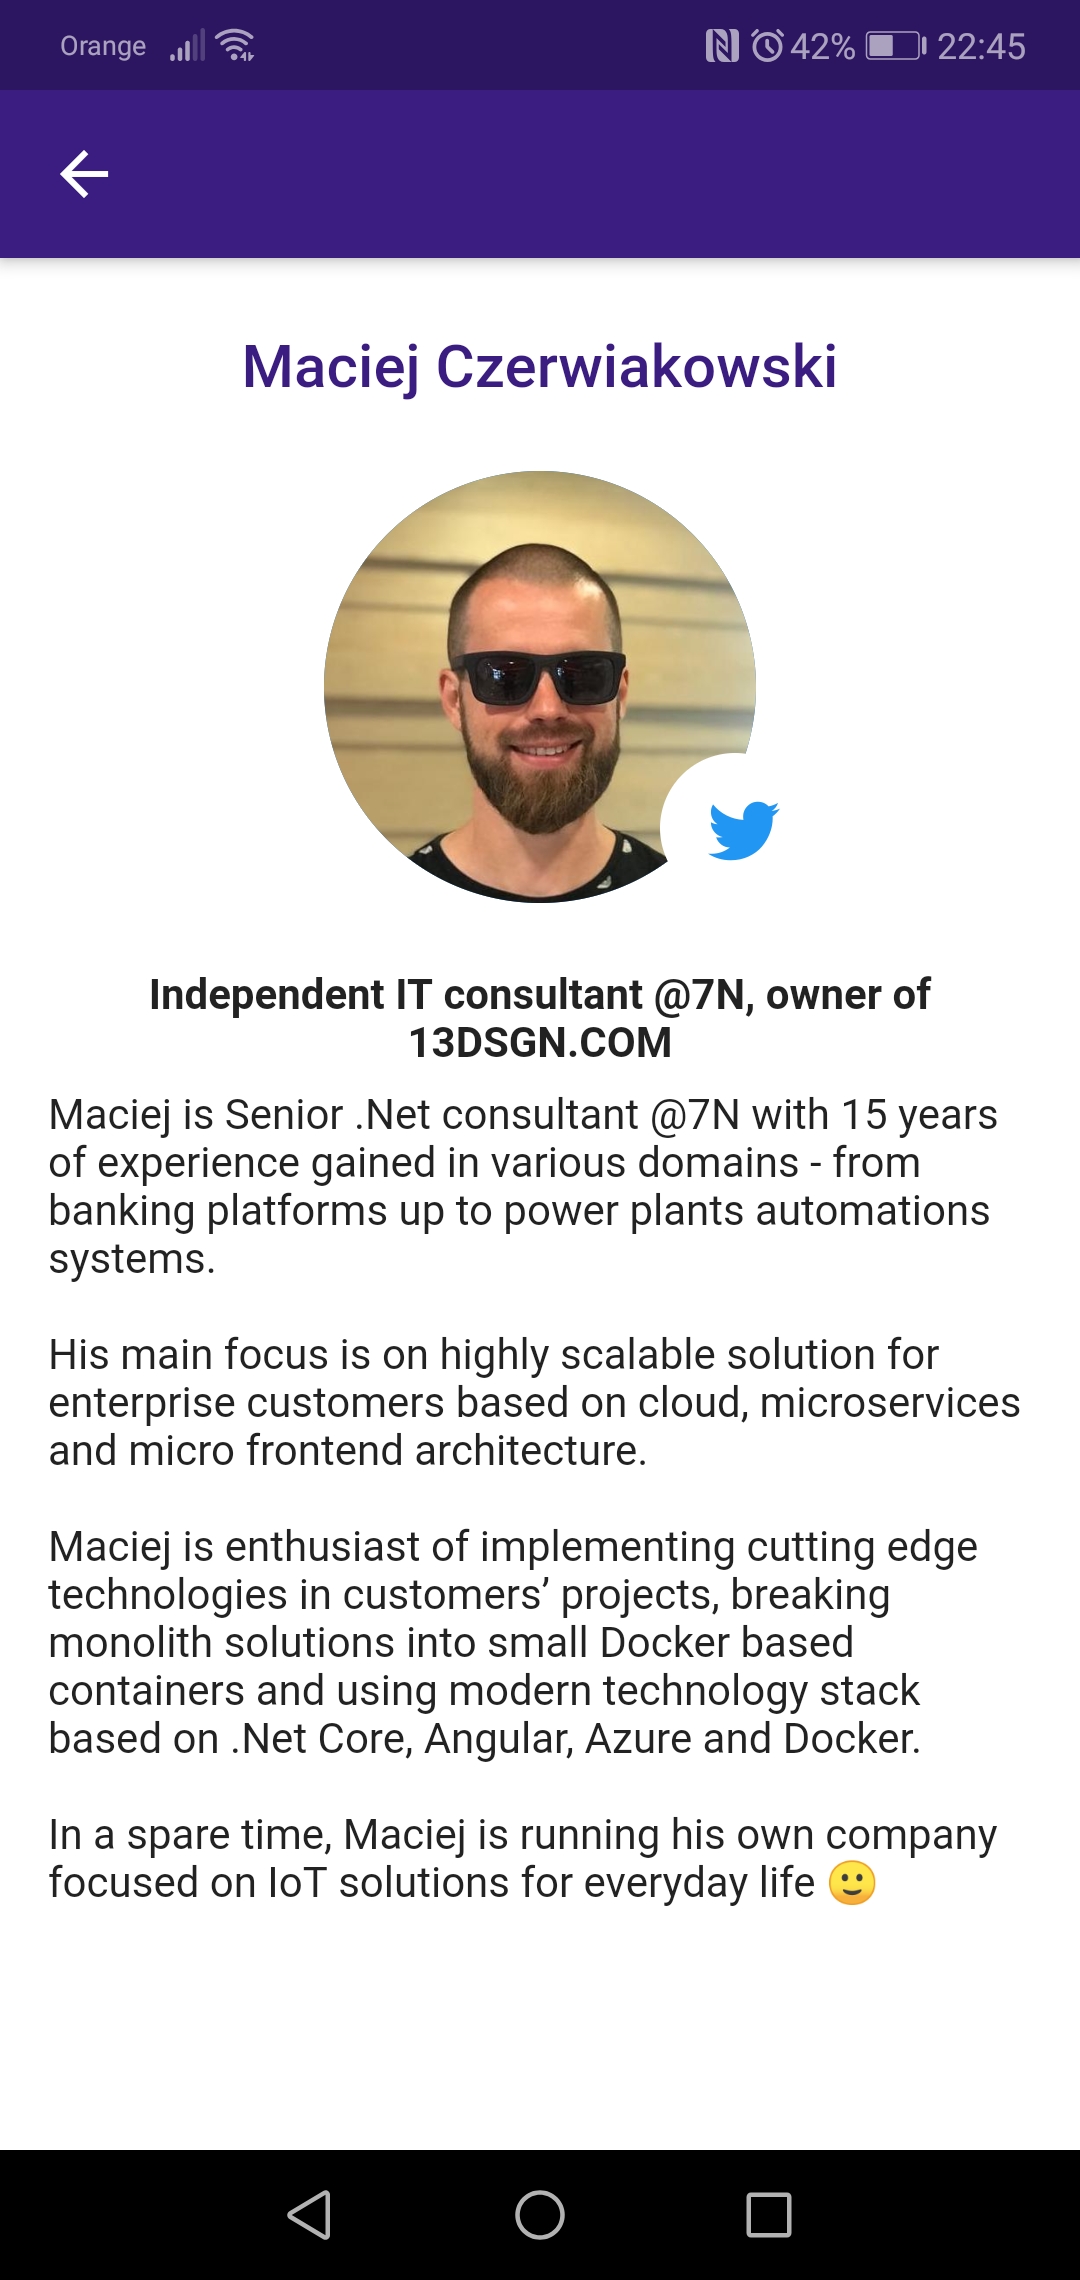 Orange 42% 22:45
Maciej Czerwiakowski
Independent IT consultant @7N, owner of
13DSGN.COM
Maciej is Senior .Net consultant @7N with 15 years
of experience gained in various domains - from
banking platforms up to power plants automations
systems.
His main focus is on highly scalable solution for
enterprise customers based on cloud, microservices
and micro frontend architecture.
Maciej is enthusiast of implementing cutting edge
technologies in customers’ projects, breaking
monolith solutions into small Docker based
containers and using modern technology stack
based on .Net Core, Angular, Azure and Docker.
In a spare time, Maciej is running his own company
focused on IoT solutions for everyday life 🙂